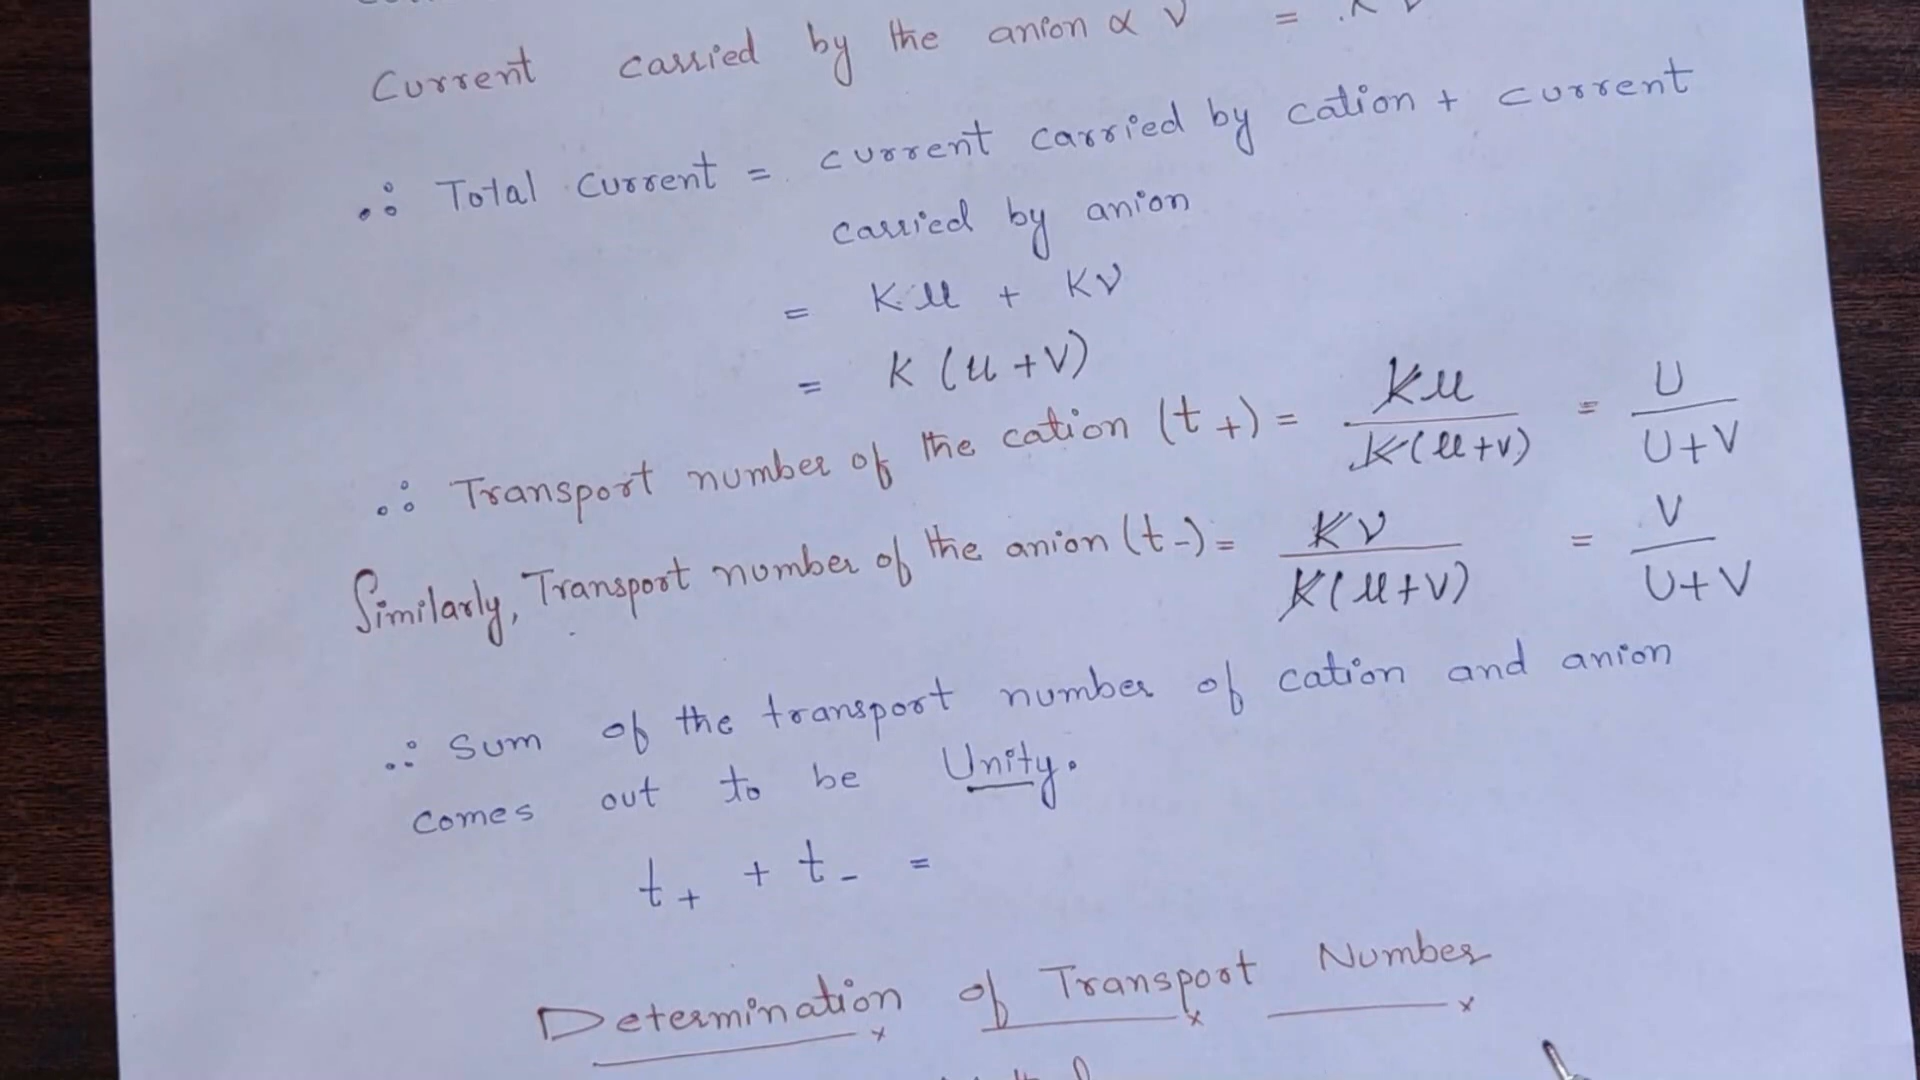 Current carried by the anion ∝ v = K v
∴ Total Current = current carried by cation + current
carried by anion
= Ku + Kv
= K (u + v)
∴ Transport number of the cation (t+) = Ku / K(u+v) = U / U+V
Similarly, Transport number of the anion (t-) = Kv / K(u+v) = V / U+V
∴ Sum of the transport number of cation and anion
comes out to be Unity.
t+ + t- =
Determination of Transport Number